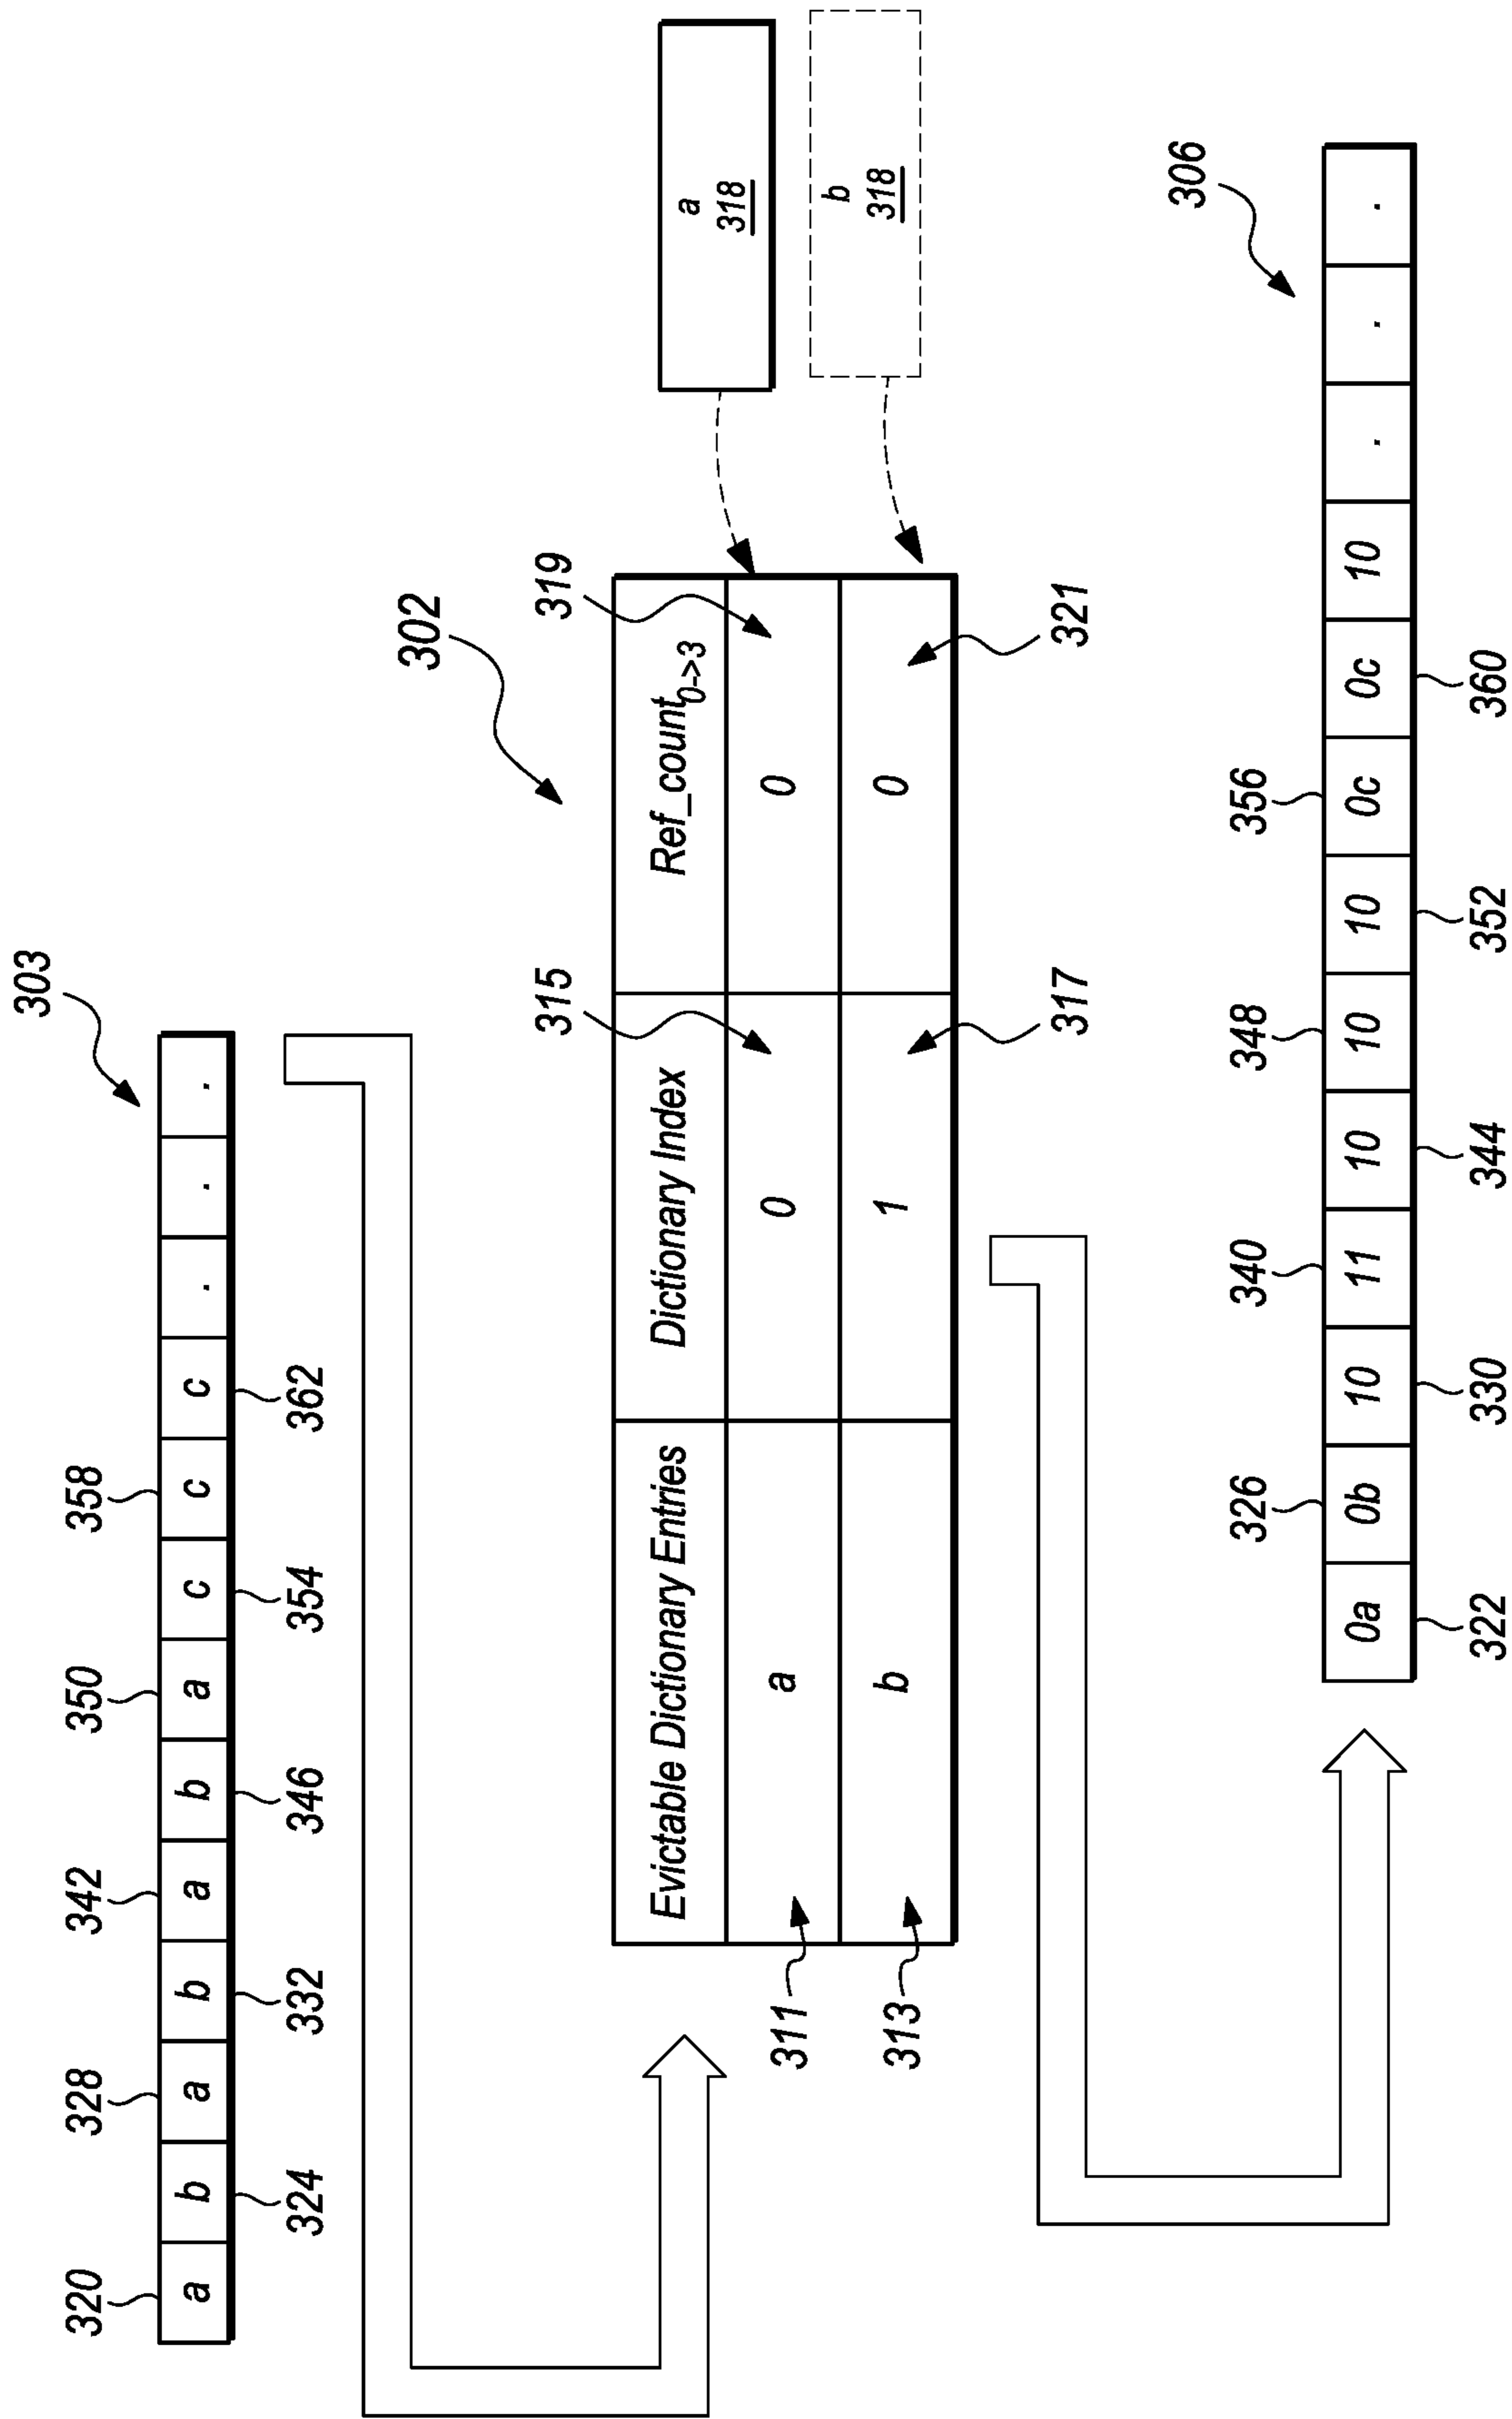 303
320 328 342 350 358
a b a b a b a c c c . . .
324 332 346 354 362
302
315 319
Evictable Dictionary Entries Dictionary Index Ref_count 0->3
a 0 0
b 1 0
311
313
317 321
a
318
b
318
306
326 340 348 356
0a 0b 10 11 10 10 10 0c 0c 10 . . .
322 330 344 352 360